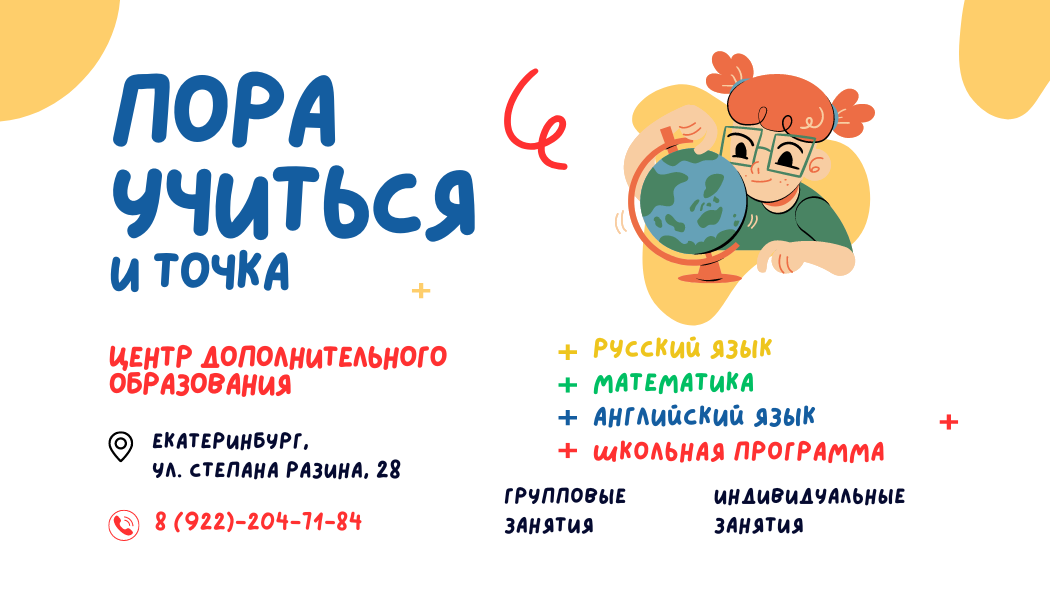 ПОРА
УЧИТЬСЯ
И ТОЧКА
ЦЕНТР ДОПОЛНИТЕЛЬНОГО
ОБРАЗОВАНИЯ
ЕКАТЕРИНБУРГ,
УЛ. СТЕПАНА РАЗИНА, 28
8 (922)-204-71-84
+ РУССКИЙ ЯЗЫК
+ МАТЕМАТИКА
+ АНГЛИЙСКИЙ ЯЗЫК
+ ШКОЛЬНАЯ ПРОГРАММА
ГРУППОВЫЕ
ЗАНЯТИЯ
ИНДИВИДУАЛЬНЫЕ
ЗАНЯТИЯ